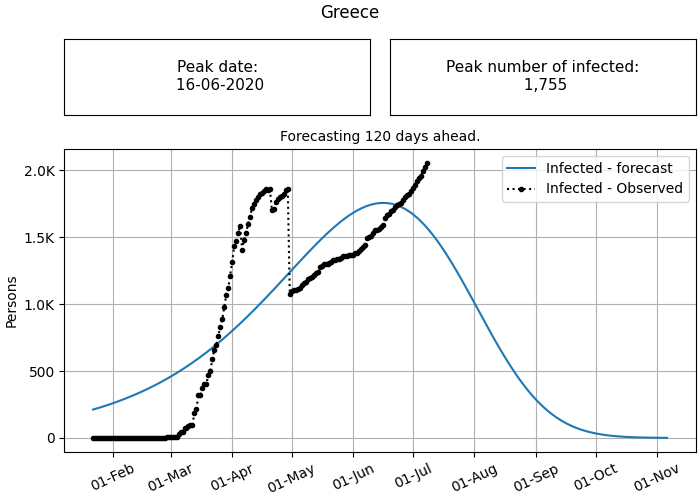 Greece
Peak date:
16-06-2020
Peak number of infected:
1,755
Forecasting 120 days ahead.
Infected - forecast
Infected - Observed
Persons
2.0K
1.5K
1.0K
500
0
01-Feb
01-Mar
01-Apr
01-May
01-Jun
01-Jul
01-Aug
01-Sep
01-Oct
01-Nov